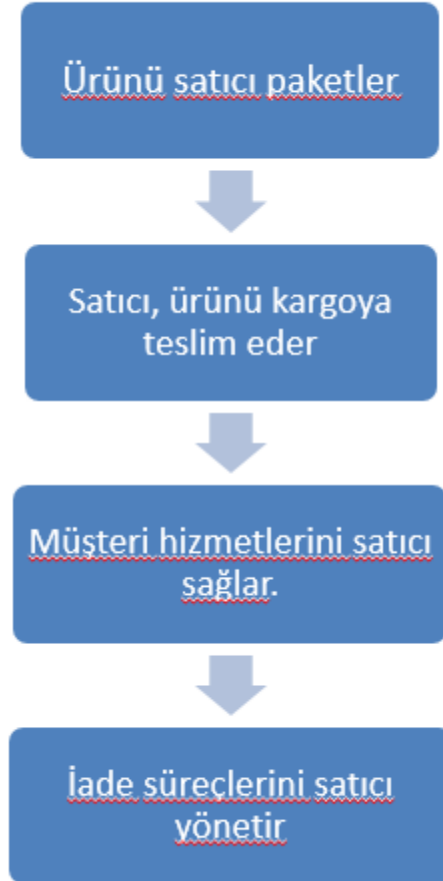 Ürünü satıcı paketler
Satıcı, ürünü kargoya
teslim eder
Müşteri hizmetlerini satıcı
sağlar.
İade süreçlerini satıcı
yönetir